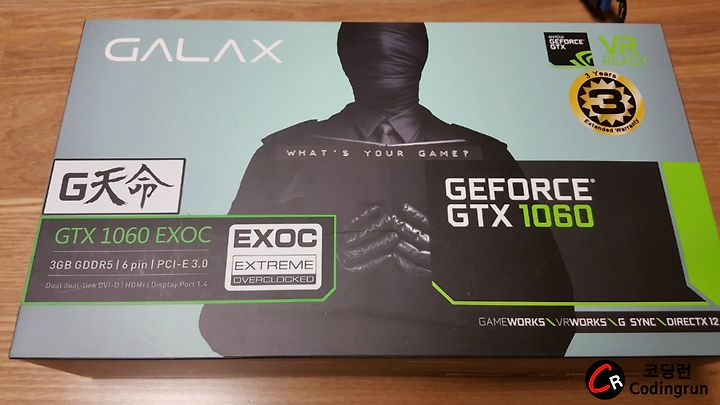 GALAX
NVIDIA
GEFORCE
GTX
VR
READY
3 Years
3
Extended Warranty
WHAT'S YOUR GAME?
G天命
GEFORCE®
GTX 1060
GTX 1060 EXOC
3GB GDDR5 | 6 pin | PCI-E 3.0
Dual dual-link DVI-D | HDMI | Display Port 1.4
EXOC
EXTREME
OVERCLOCKED
GAMEWORKS \ VRWORKS \ G SYNC \ DIRECTX 12
CR
코딩런
Codingrun